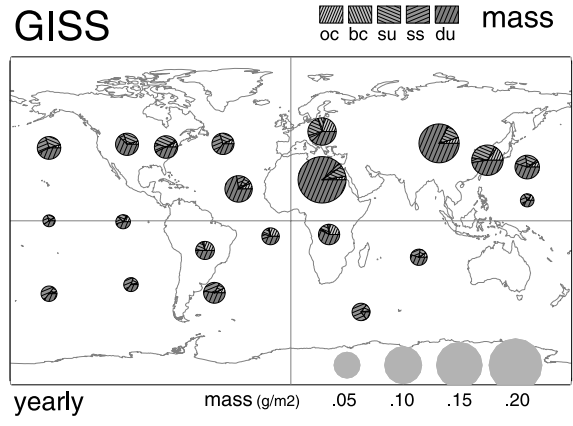 GISS
mass
oc bc su ss du
yearly
mass (g/m2) .05 .10 .15 .20